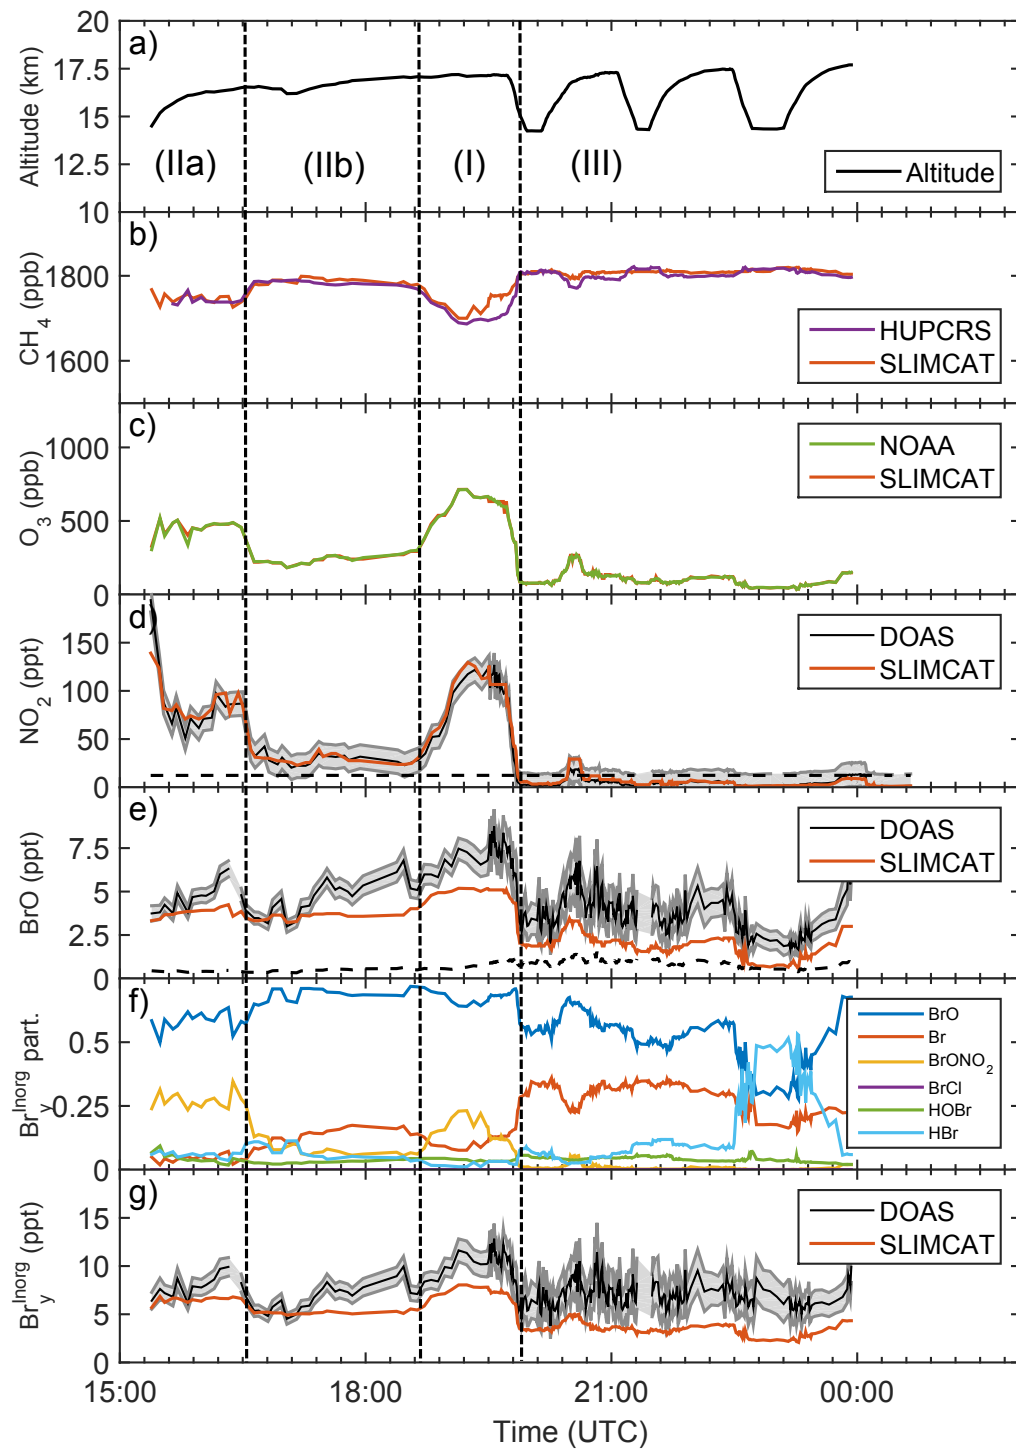 20
a)
17.5
15
12.5
10
Altitude (km)
(IIa)
(IIb)
(I)
(III)
Altitude
b)
1800
1600
CH4 (ppb)
HUPCRS
SLIMCAT
c)
1000
500
0
O3 (ppb)
NOAA
SLIMCAT
d)
150
100
50
0
NO2 (ppt)
DOAS
SLIMCAT
e)
7.5
5
2.5
0
BrO (ppt)
DOAS
SLIMCAT
f)
0.5
0.25
0
Bry^Inorg part.
BrO
Br
BrONO2
BrCl
HOBr
HBr
g)
15
10
5
0
Bry^Inorg (ppt)
DOAS
SLIMCAT
15:00 18:00 21:00 00:00
Time (UTC)